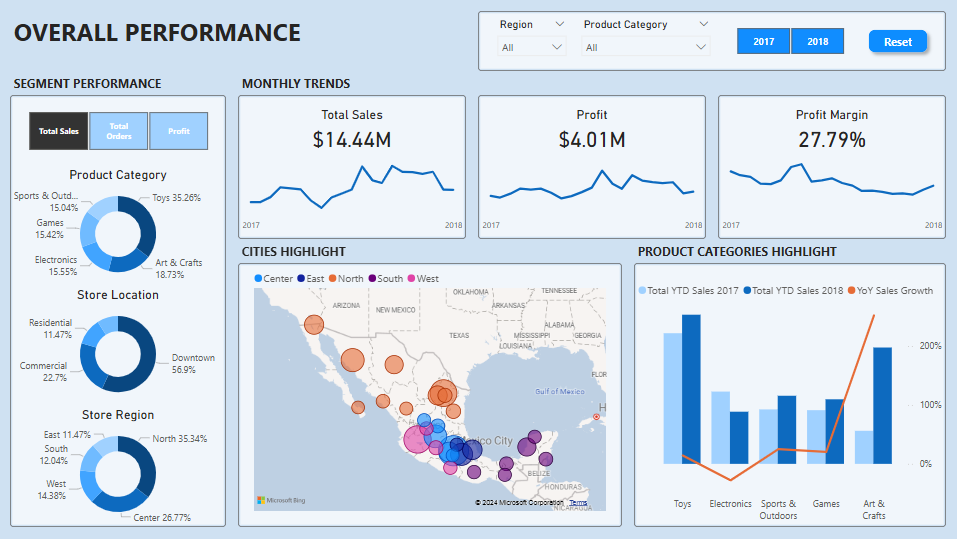 OVERALL PERFORMANCE
Region
Product Category
All
All
2017
2018
Reset
SEGMENT PERFORMANCE
Total Sales
Total
Orders
Profit
Product Category
Sports & Outd...
15.04%
Games
15.42%
Electronics
15.55%
Toys 35.26%
Art & Crafts
18.73%
Store Location
Residential
11.47%
Commercial
22.7%
Downtown
56.9%
Store Region
East 11.47%
South
12.04%
West
14.38%
North 35.34%
Center 26.77%
MONTHLY TRENDS
Total Sales
$14.44M
2017
2018
Profit
$4.01M
2017
2018
Profit Margin
27.79%
2017
2018
CITIES HIGHLIGHT
Center East North South West
OKLAHOMA
TENNESSEE
ARIZONA
NEW MEXICO
ARKANSAS
TEXAS
ALABAMA
MISSISSIPPI
GEORGIA
LOUISIANA
FLOR
Gulf of Mexico
H
xico City
BELIZE
HONDURAS
NICARAGUA
Microsoft Bing
© 2024 Microsoft Corporation Terms
PRODUCT CATEGORIES HIGHLIGHT
Total YTD Sales 2017 Total YTD Sales 2018 YoY Sales Growth
200%
100%
0%
Toys
Electronics
Sports &
Outdoors
Games
Art &
Crafts